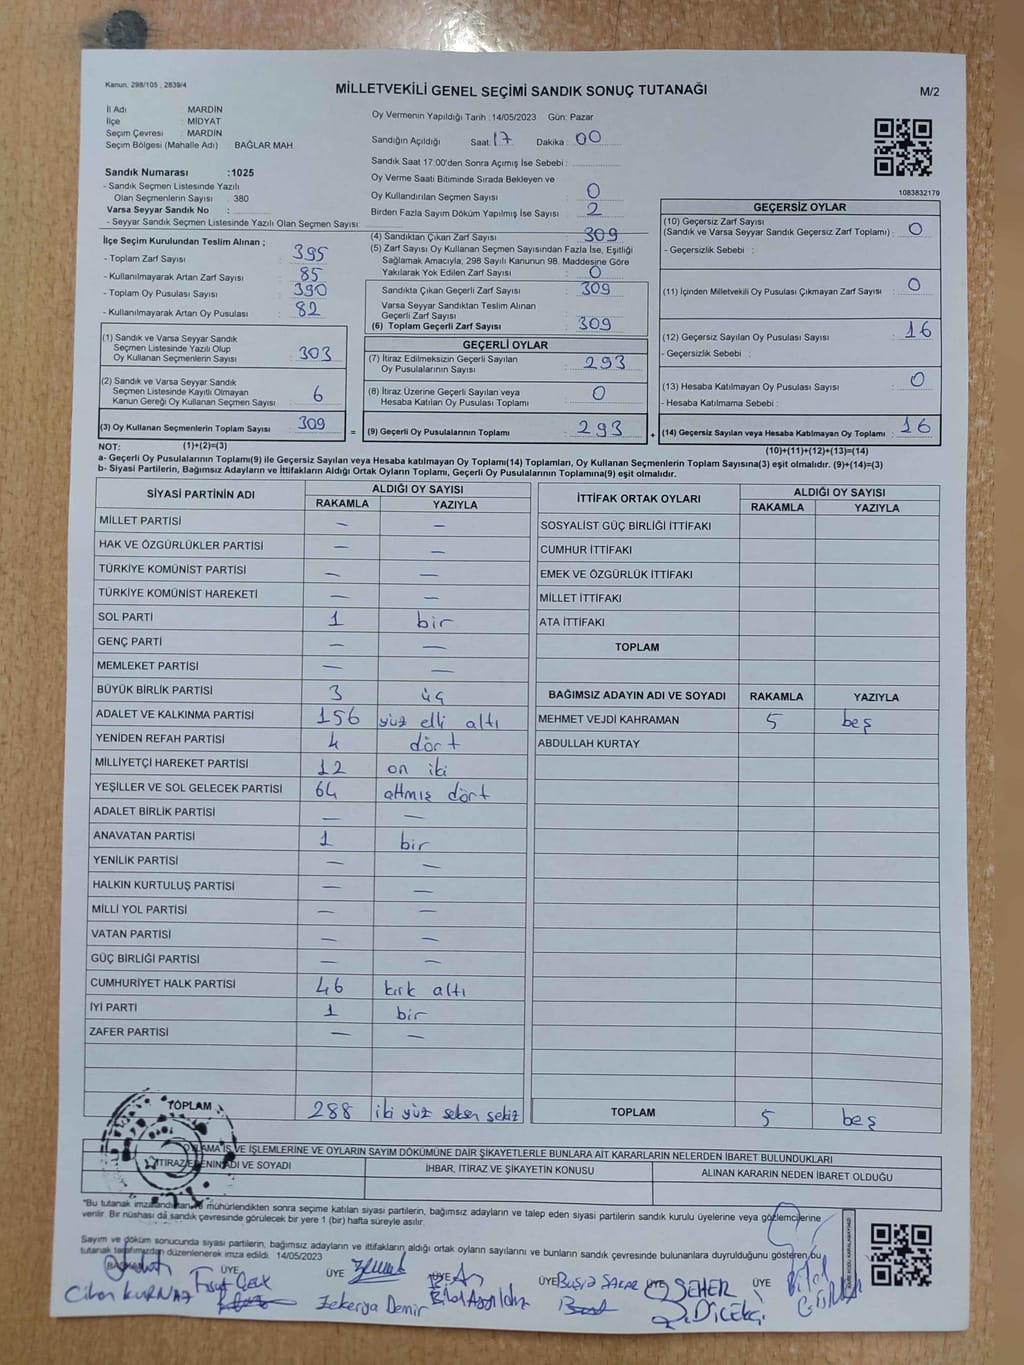 Kanun, 298/105 , 2839/4
MİLLETVEKİLİ GENEL SEÇİMİ SANDIK SONUÇ TUTANAĞI
M/2
İl Adı MARDİN
İlçe MİDYAT
Seçim Çevresi : MARDİN
Seçim Bölgesi (Mahalle Adı) BAĞLAR MAH.
Sandık Numarası :1025
- Sandık Seçmen Listesinde Yazılı
Olan Seçmenlerin Sayısı : 380
Varsa Seyyar Sandık No :
- Seyyar Sandık Seçmen Listesinde Yazılı Olan Seçmen Sayısı:
Oy Vermenin Yapıldığı Tarih : 14/05/2023 Gün: Pazar
Sandığın Açıldığı Saat: 17 Dakika : 00
Sandık Saat 17:00'den Sonra Açımış İse Sebebi :
Oy Verme Saati Bitiminde Sırada Bekleyen ve
Oy Kullandırılan Seçmen Sayısı : 0
Birden Fazla Sayım Döküm Yapılmış İse Sayısı : 2
1083832179
İlçe Seçim Kurulundan Teslim Alınan ;
- Toplam Zarf Sayısı : 395
- Kullanılmayarak Artan Zarf Sayısı : 85
- Toplam Oy Pusulası Sayısı : 390
- Kullanılmayarak Artan Oy Pusulası : 82
(1) Sandık ve Varsa Seyyar Sandık
Seçmen Listesinde Yazılı Olup
Oy Kullanan Seçmenlerin Sayısı : 303
(2) Sandık ve Varsa Seyyar Sandık
Seçmen Listesinde Kayıtlı Olmayan
Kanun Gereği Oy Kullanan Seçmen Sayısı : 6
(3) Oy Kullanan Seçmenlerin Toplam Sayısı : 309
(4) Sandıktan Çıkan Zarf Sayısı : 309
(5) Zarf Sayısı Oy Kullanan Seçmen Sayısından Fazla İse, Eşitliği
Sağlamak Amacıyla, 298 Sayılı Kanunun 98. Maddesine Göre
Yakılarak Yok Edilen Zarf Sayısı : 0
Sandıkta Çıkan Geçerli Zarf Sayısı : 309
Varsa Seyyar Sandıktan Teslim Alınan
Geçerli Zarf Sayısı :
(6) Toplam Geçerli Zarf Sayısı : 309
GEÇERLİ OYLAR
(7) İtiraz Edilmeksizin Geçerli Sayılan
Oy Pusulalarının Sayısı : 293
(8) İtiraz Üzerine Geçerli Sayılan veya
Hesaba Katılan Oy Pusulası Toplamı : 0
= (9) Geçerli Oy Pusulalarının Toplamı : 293
GEÇERSİZ OYLAR
(10) Geçersiz Zarf Sayısı
(Sandık ve Varsa Seyyar Sandık Geçersiz Zarf Toplamı) : 0
- Geçersizlik Sebebi :
(11) İçinden Milletvekili Oy Pusulası Çıkmayan Zarf Sayısı : 0
(12) Geçersiz Sayılan Oy Pusulası Sayısı : 16
- Geçersizlik Sebebi :
(13) Hesaba Katılmayan Oy Pusulası Sayısı : 0
- Hesaba Katılmama Sebebi :
+ (14) Geçersiz Sayılan veya Hesaba Katılmayan Oy Toplamı : 16
NOT: (1)+(2)=(3) (10)+(11)+(12)+(13)=(14)
a- Geçerli Oy Pusulalarının Toplamı(9) ile Geçersiz Sayılan veya Hesaba katılmayan Oy Toplamı(14) Toplamları, Oy Kullanan Seçmenlerin Toplam Sayısına(3) eşit olmalıdır. (9)+(14)=(3)
b- Siyasi Partilerin, Bağımsız Adayların ve İttifakların Aldığı Ortak Oyların Toplamı, Geçerli Oy Pusulalarının Toplamına(9) eşit olmalıdır.
SİYASİ PARTİNİN ADI ALDIĞI OY SAYISI
RAKAMLA YAZIYLA
MİLLET PARTİSİ — —
HAK VE ÖZGÜRLÜKLER PARTİSİ — —
TÜRKİYE KOMÜNİST PARTİSİ — —
TÜRKİYE KOMÜNİST HAREKETİ — —
SOL PARTİ 1 bir
GENÇ PARTİ — —
MEMLEKET PARTİSİ — —
BÜYÜK BİRLİK PARTİSİ 3 üç
ADALET VE KALKINMA PARTİSİ 156 yüz elli altı
YENİDEN REFAH PARTİSİ 4 dört
MİLLİYETÇİ HAREKET PARTİSİ 12 on iki
YEŞİLLER VE SOL GELECEK PARTİSİ 64 altmış dört
ADALET BİRLİK PARTİSİ — —
ANAVATAN PARTİSİ 1 bir
YENİLİK PARTİSİ — —
HALKIN KURTULUŞ PARTİSİ — —
MİLLİ YOL PARTİSİ — —
VATAN PARTİSİ — —
GÜÇ BİRLİĞİ PARTİSİ — —
CUMHURİYET HALK PARTİSİ 46 kırk altı
İYİ PARTİ 1 bir
ZAFER PARTİSİ — —
TOPLAM 288 iki yüz seksen sekiz
İTTİFAK ORTAK OYLARI ALDIĞI OY SAYISI
RAKAMLA YAZIYLA
SOSYALİST GÜÇ BİRLİĞİ İTTİFAKI
CUMHUR İTTİFAKI
EMEK VE ÖZGÜRLÜK İTTİFAKI
MİLLET İTTİFAKI
ATA İTTİFAKI
TOPLAM
BAĞIMSIZ ADAYIN ADI VE SOYADI RAKAMLA YAZIYLA
MEHMET VEJDİ KAHRAMAN 5 beş
ABDULLAH KURTAY
TOPLAM 5 beş
OYLAMA İŞ VE İŞLEMLERİNE VE OYLARIN SAYIM DÖKÜMÜNE DAİR ŞİKAYETLERLE BUNLARA AİT KARARLARIN NELERDEN İBARET BULUNDUKLARI
İTİRAZ EDENİN ADI VE SOYADI İHBAR, İTİRAZ VE ŞİKAYETİN KONUSU ALINAN KARARIN NEDEN İBARET OLDUĞU
"Bu tutanak imzalandıktan ve mühürlendikten sonra seçime katılan siyasi partilerin, bağımsız adayların ve talep eden siyasi partilerin sandık kurulu üyelerine veya gözlemcilerine
verilir. Bir nüshası da sandık çevresinde görülecek bir yere 1 (bir) hafta süreyle asılır.
Sayım ve döküm sonucunda siyasi partilerin, bağımsız adayların ve ittifakların aldığı ortak oyların sayılarını ve bunların sandık çevresinde bulunanlara duyrulduğunu gösteren bu
tutanak tarafımızdan düzenlenerek imza edildi. 14/05/2023
BAŞKAN ÜYE ÜYE ÜYE ÜYE ÜYE ÜYE
Cihan KURNAZ
Zekeriya Demir
BUŞRA SAKAR
SEHER